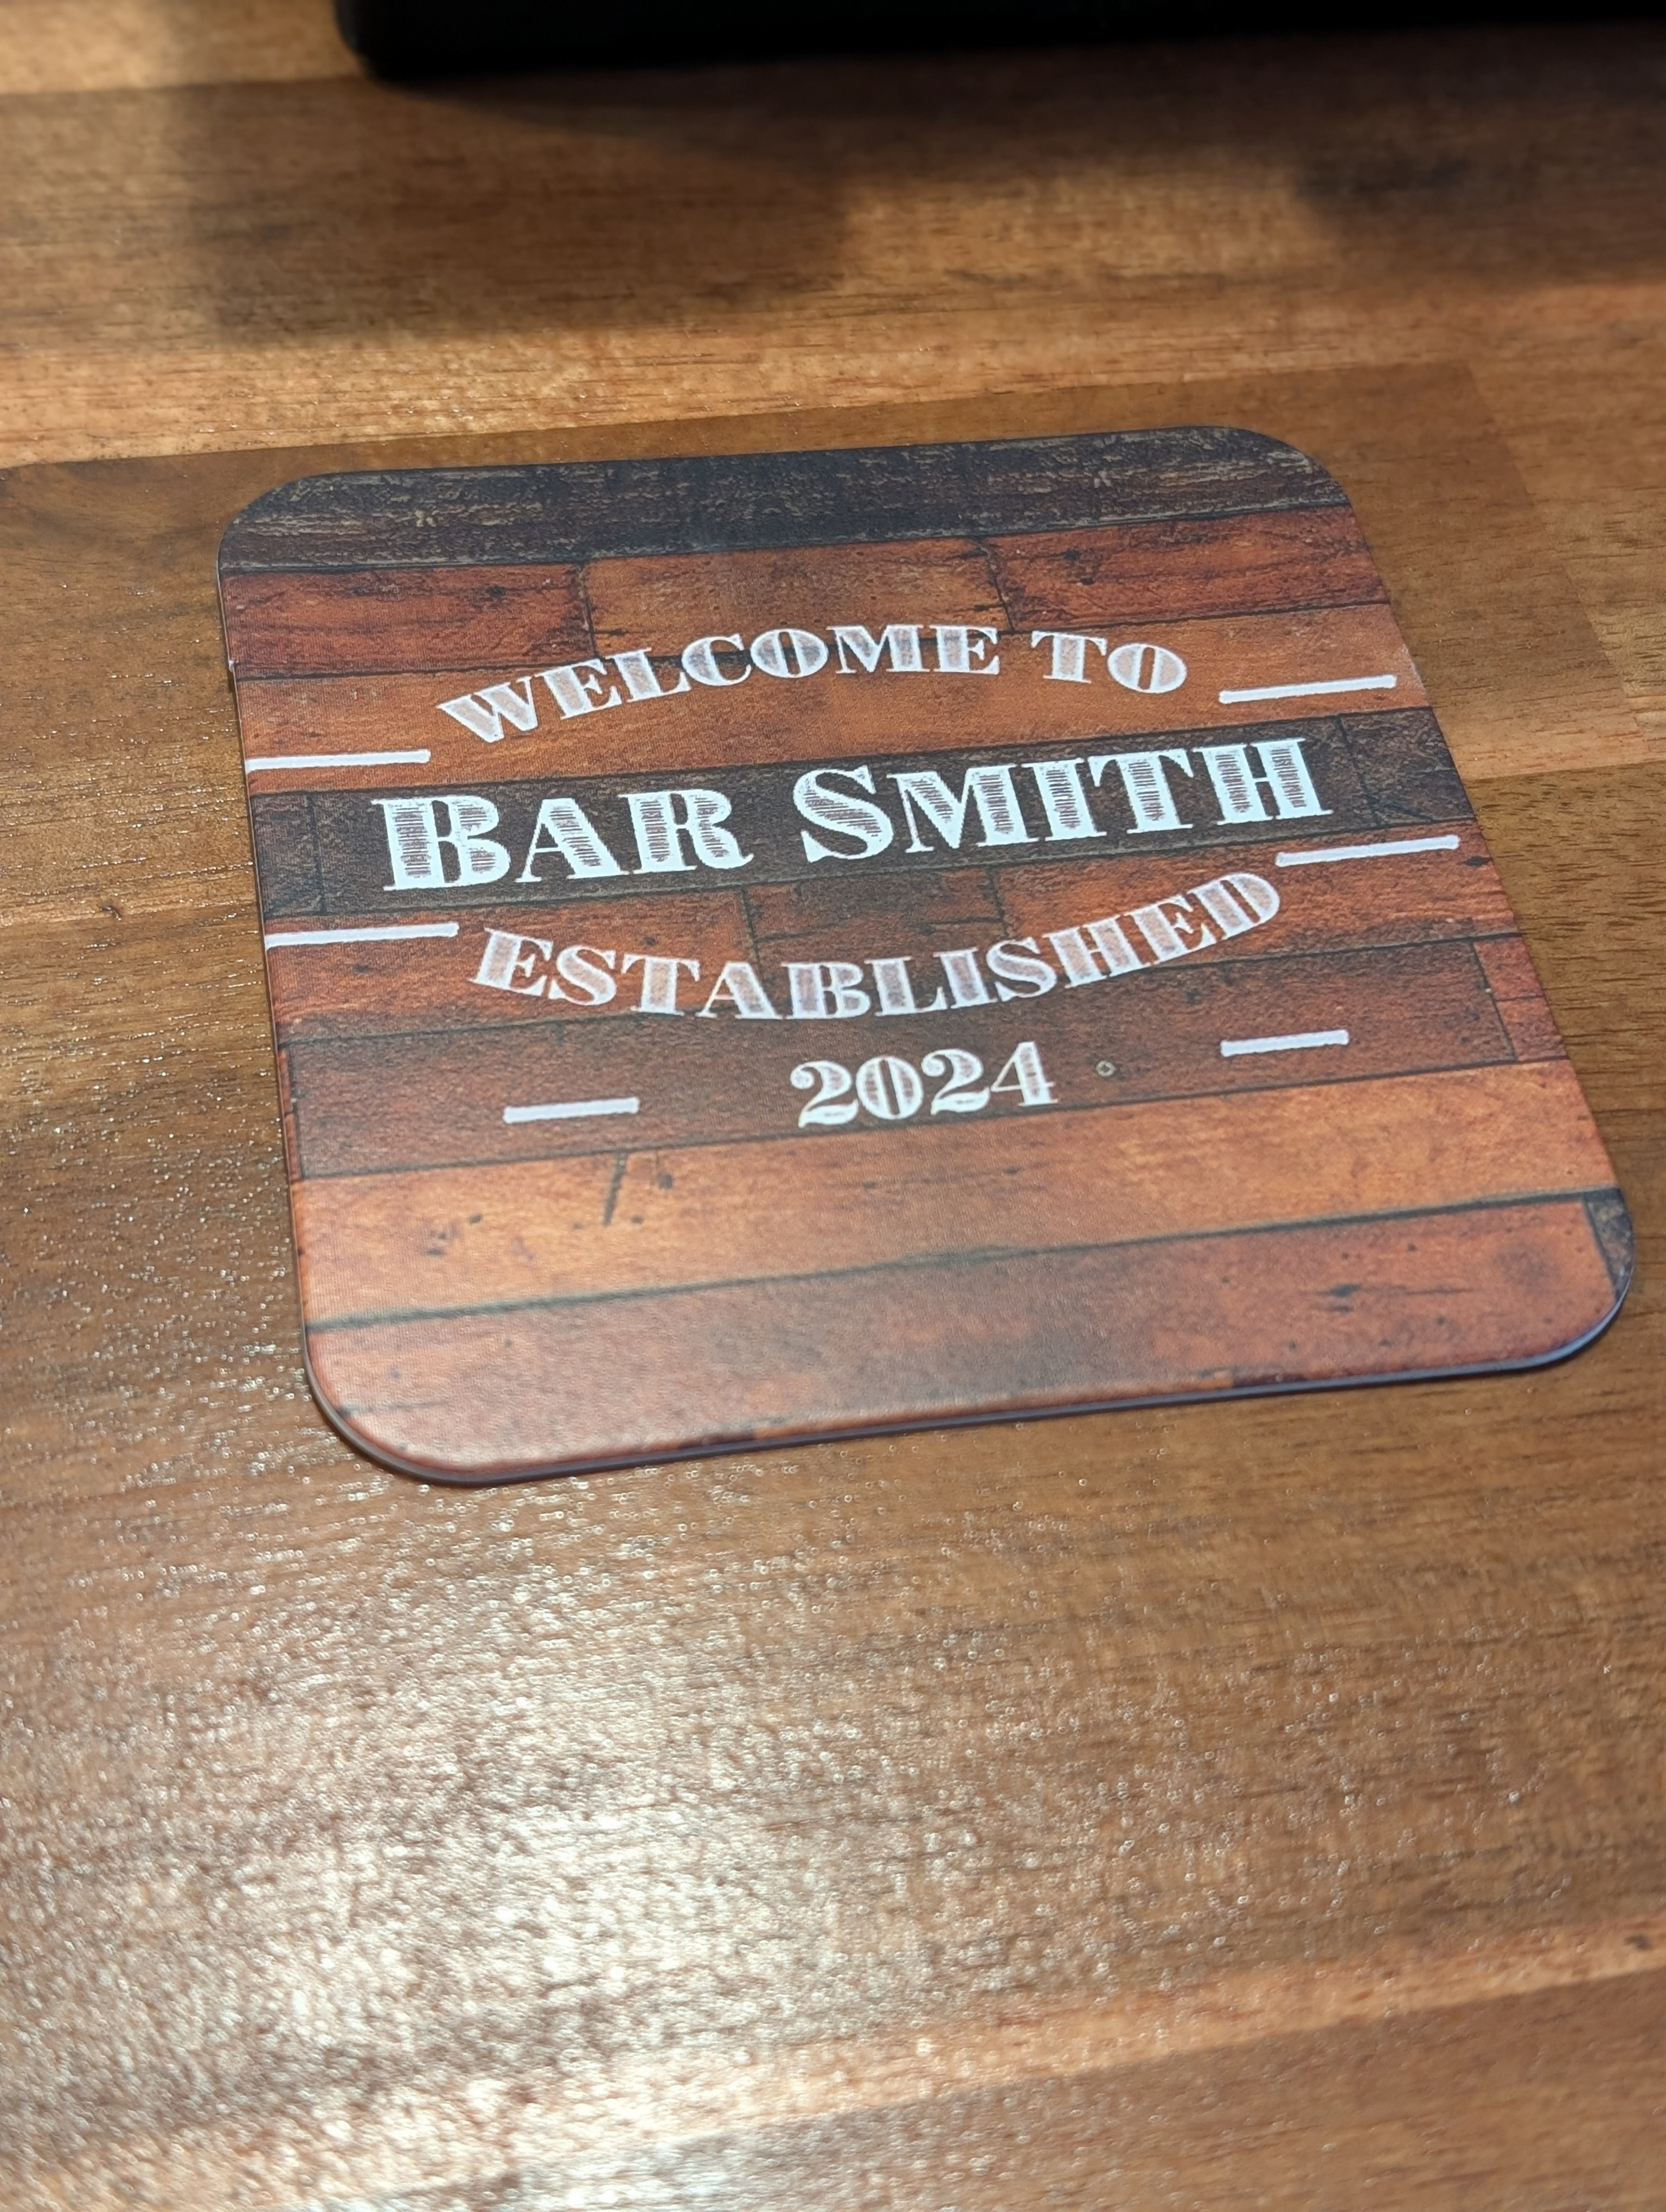 WELCOME TO
BAR SMITH
ESTABLISHED
2024